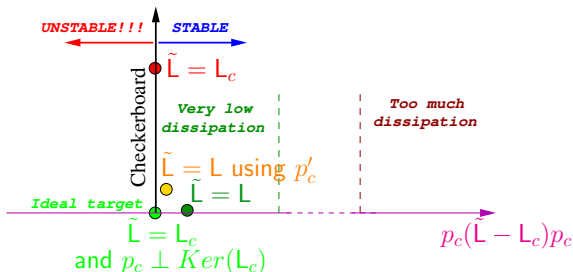 UNSTABLE!!! STABLE
L̃ = L_c
Checkerboard
Very low
dissipation
Too much
dissipation
L̃ = L using p′_c
L̃ = L
Ideal target
L̃ = L_c
and p_c ⊥ Ker(L_c)
p_c(L̃ − L_c)p_c